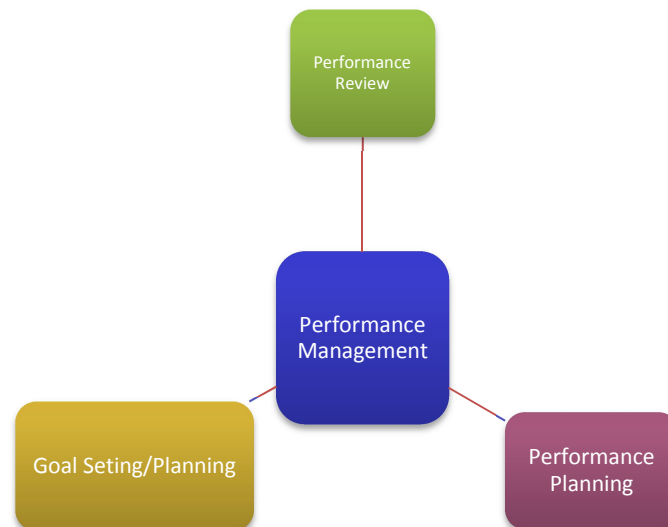 Performance
Review
Performance
Management
Goal Seting/Planning
Performance
Planning